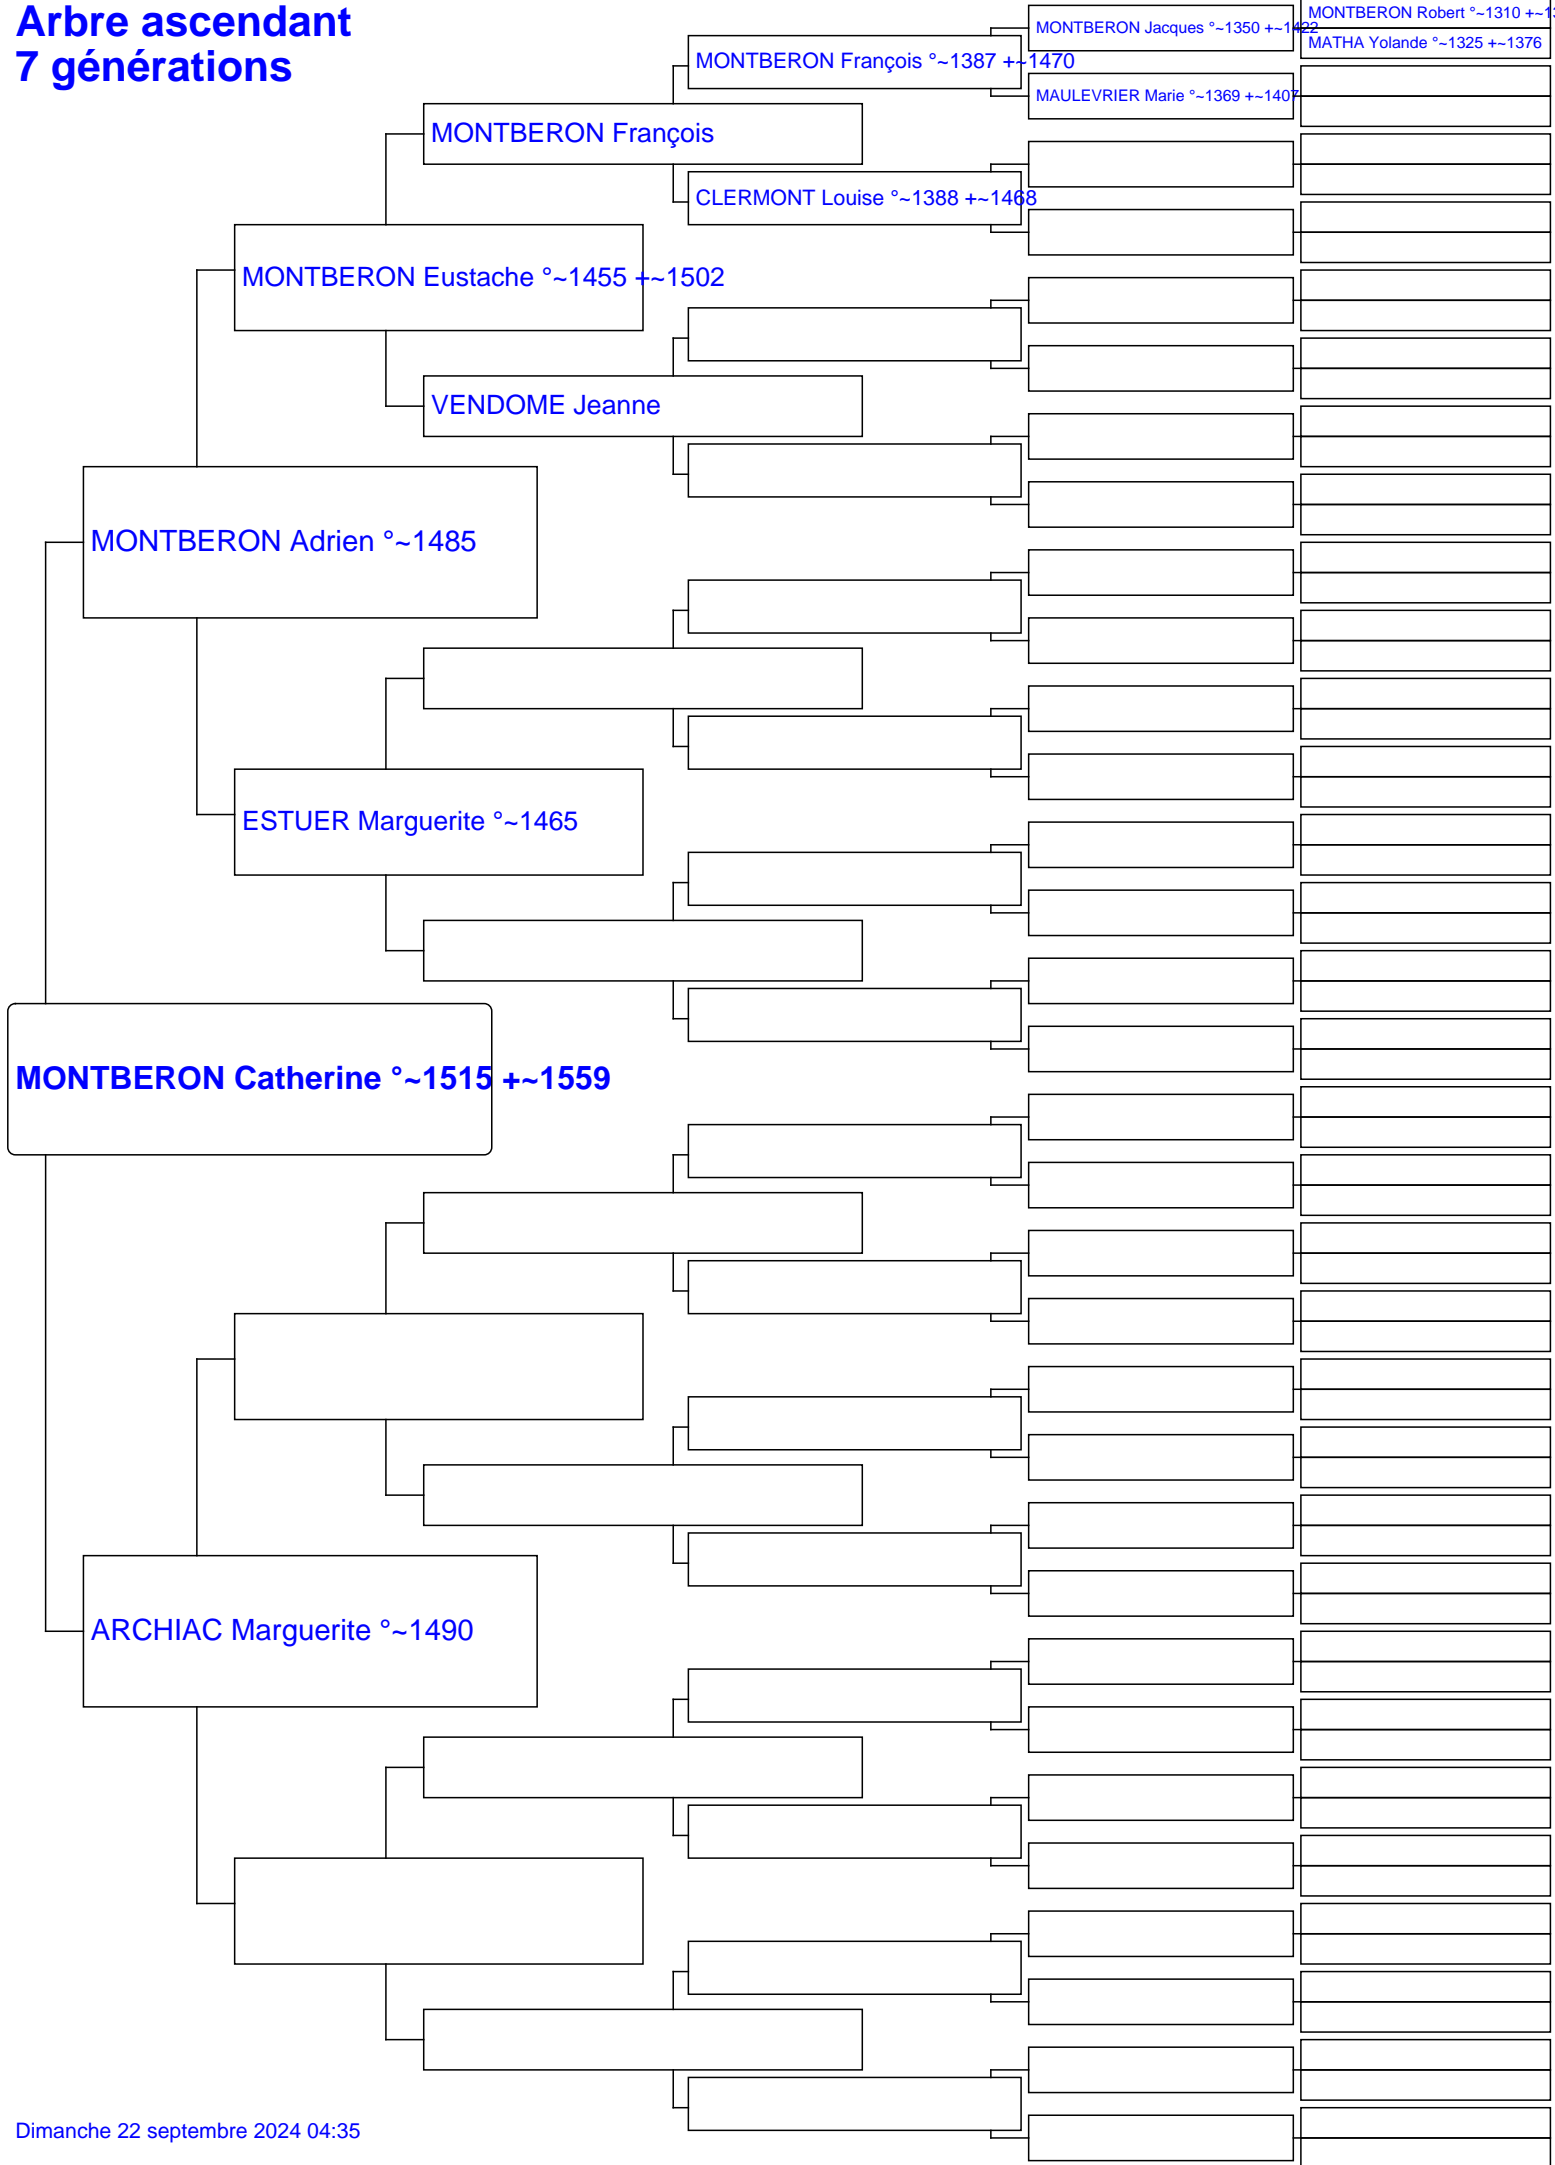 Arbre ascendant
7 générations
MONTBERON Robert °~1310 +~13
MONTBERON Jacques °~1350 +~1422
MATHA Yolande °~1325 +~1376
MONTBERON François °~1387 +~1470
MAULEVRIER Marie °~1369 +~1407
MONTBERON François
CLERMONT Louise °~1388 +~1468
MONTBERON Eustache °~1455 +~1502
VENDOME Jeanne
MONTBERON Adrien °~1485
ESTUER Marguerite °~1465
MONTBERON Catherine °~1515 +~1559
ARCHIAC Marguerite °~1490
Dimanche 22 septembre 2024 04:35